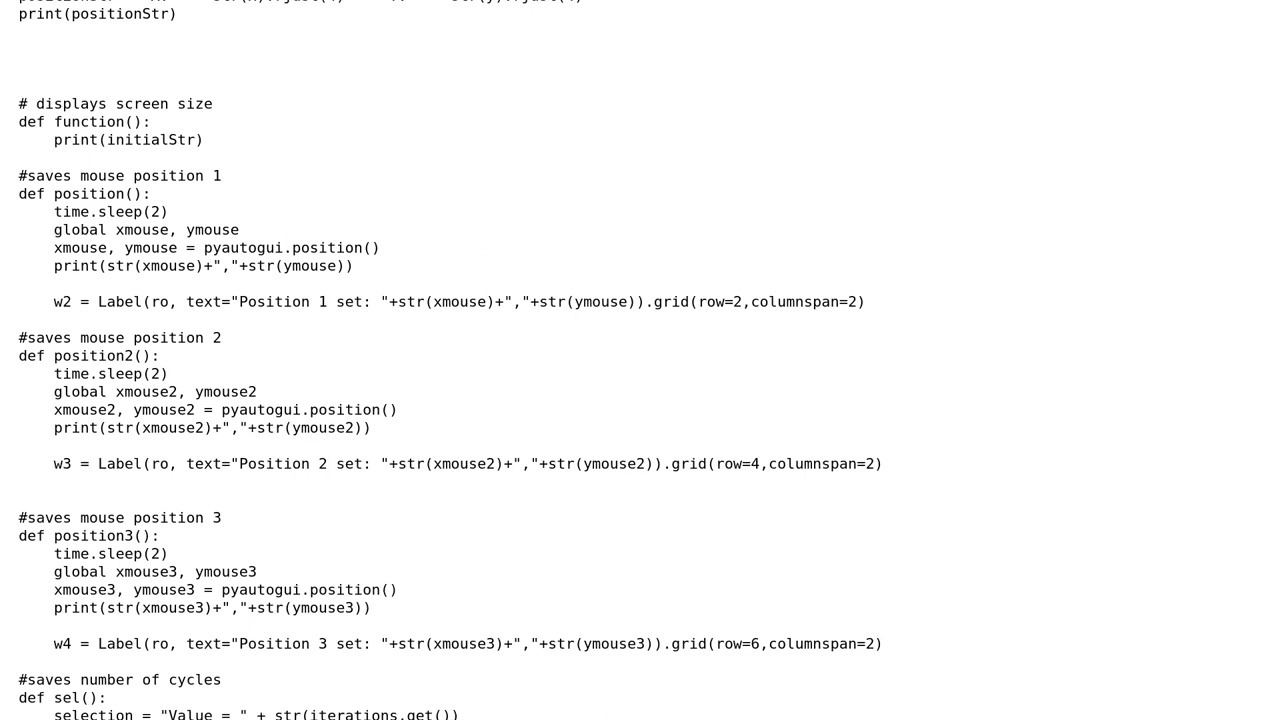 print(positionStr)
# displays screen size
def function():
    print(initialStr)
#saves mouse position 1
def position():
    time.sleep(2)
    global xmouse, ymouse
    xmouse, ymouse = pyautogui.position()
    print(str(xmouse)+","+str(ymouse))
    w2 = Label(ro, text="Position 1 set: "+str(xmouse)+","+str(ymouse)).grid(row=2,columnspan=2)
#saves mouse position 2
def position2():
    time.sleep(2)
    global xmouse2, ymouse2
    xmouse2, ymouse2 = pyautogui.position()
    print(str(xmouse2)+","+str(ymouse2))
    w3 = Label(ro, text="Position 2 set: "+str(xmouse2)+","+str(ymouse2)).grid(row=4,columnspan=2)
#saves mouse position 3
def position3():
    time.sleep(2)
    global xmouse3, ymouse3
    xmouse3, ymouse3 = pyautogui.position()
    print(str(xmouse3)+","+str(ymouse3))
    w4 = Label(ro, text="Position 3 set: "+str(xmouse3)+","+str(ymouse3)).grid(row=6,columnspan=2)
#saves number of cycles
def sel():
    selection = "Value = " + str(iterations.get())